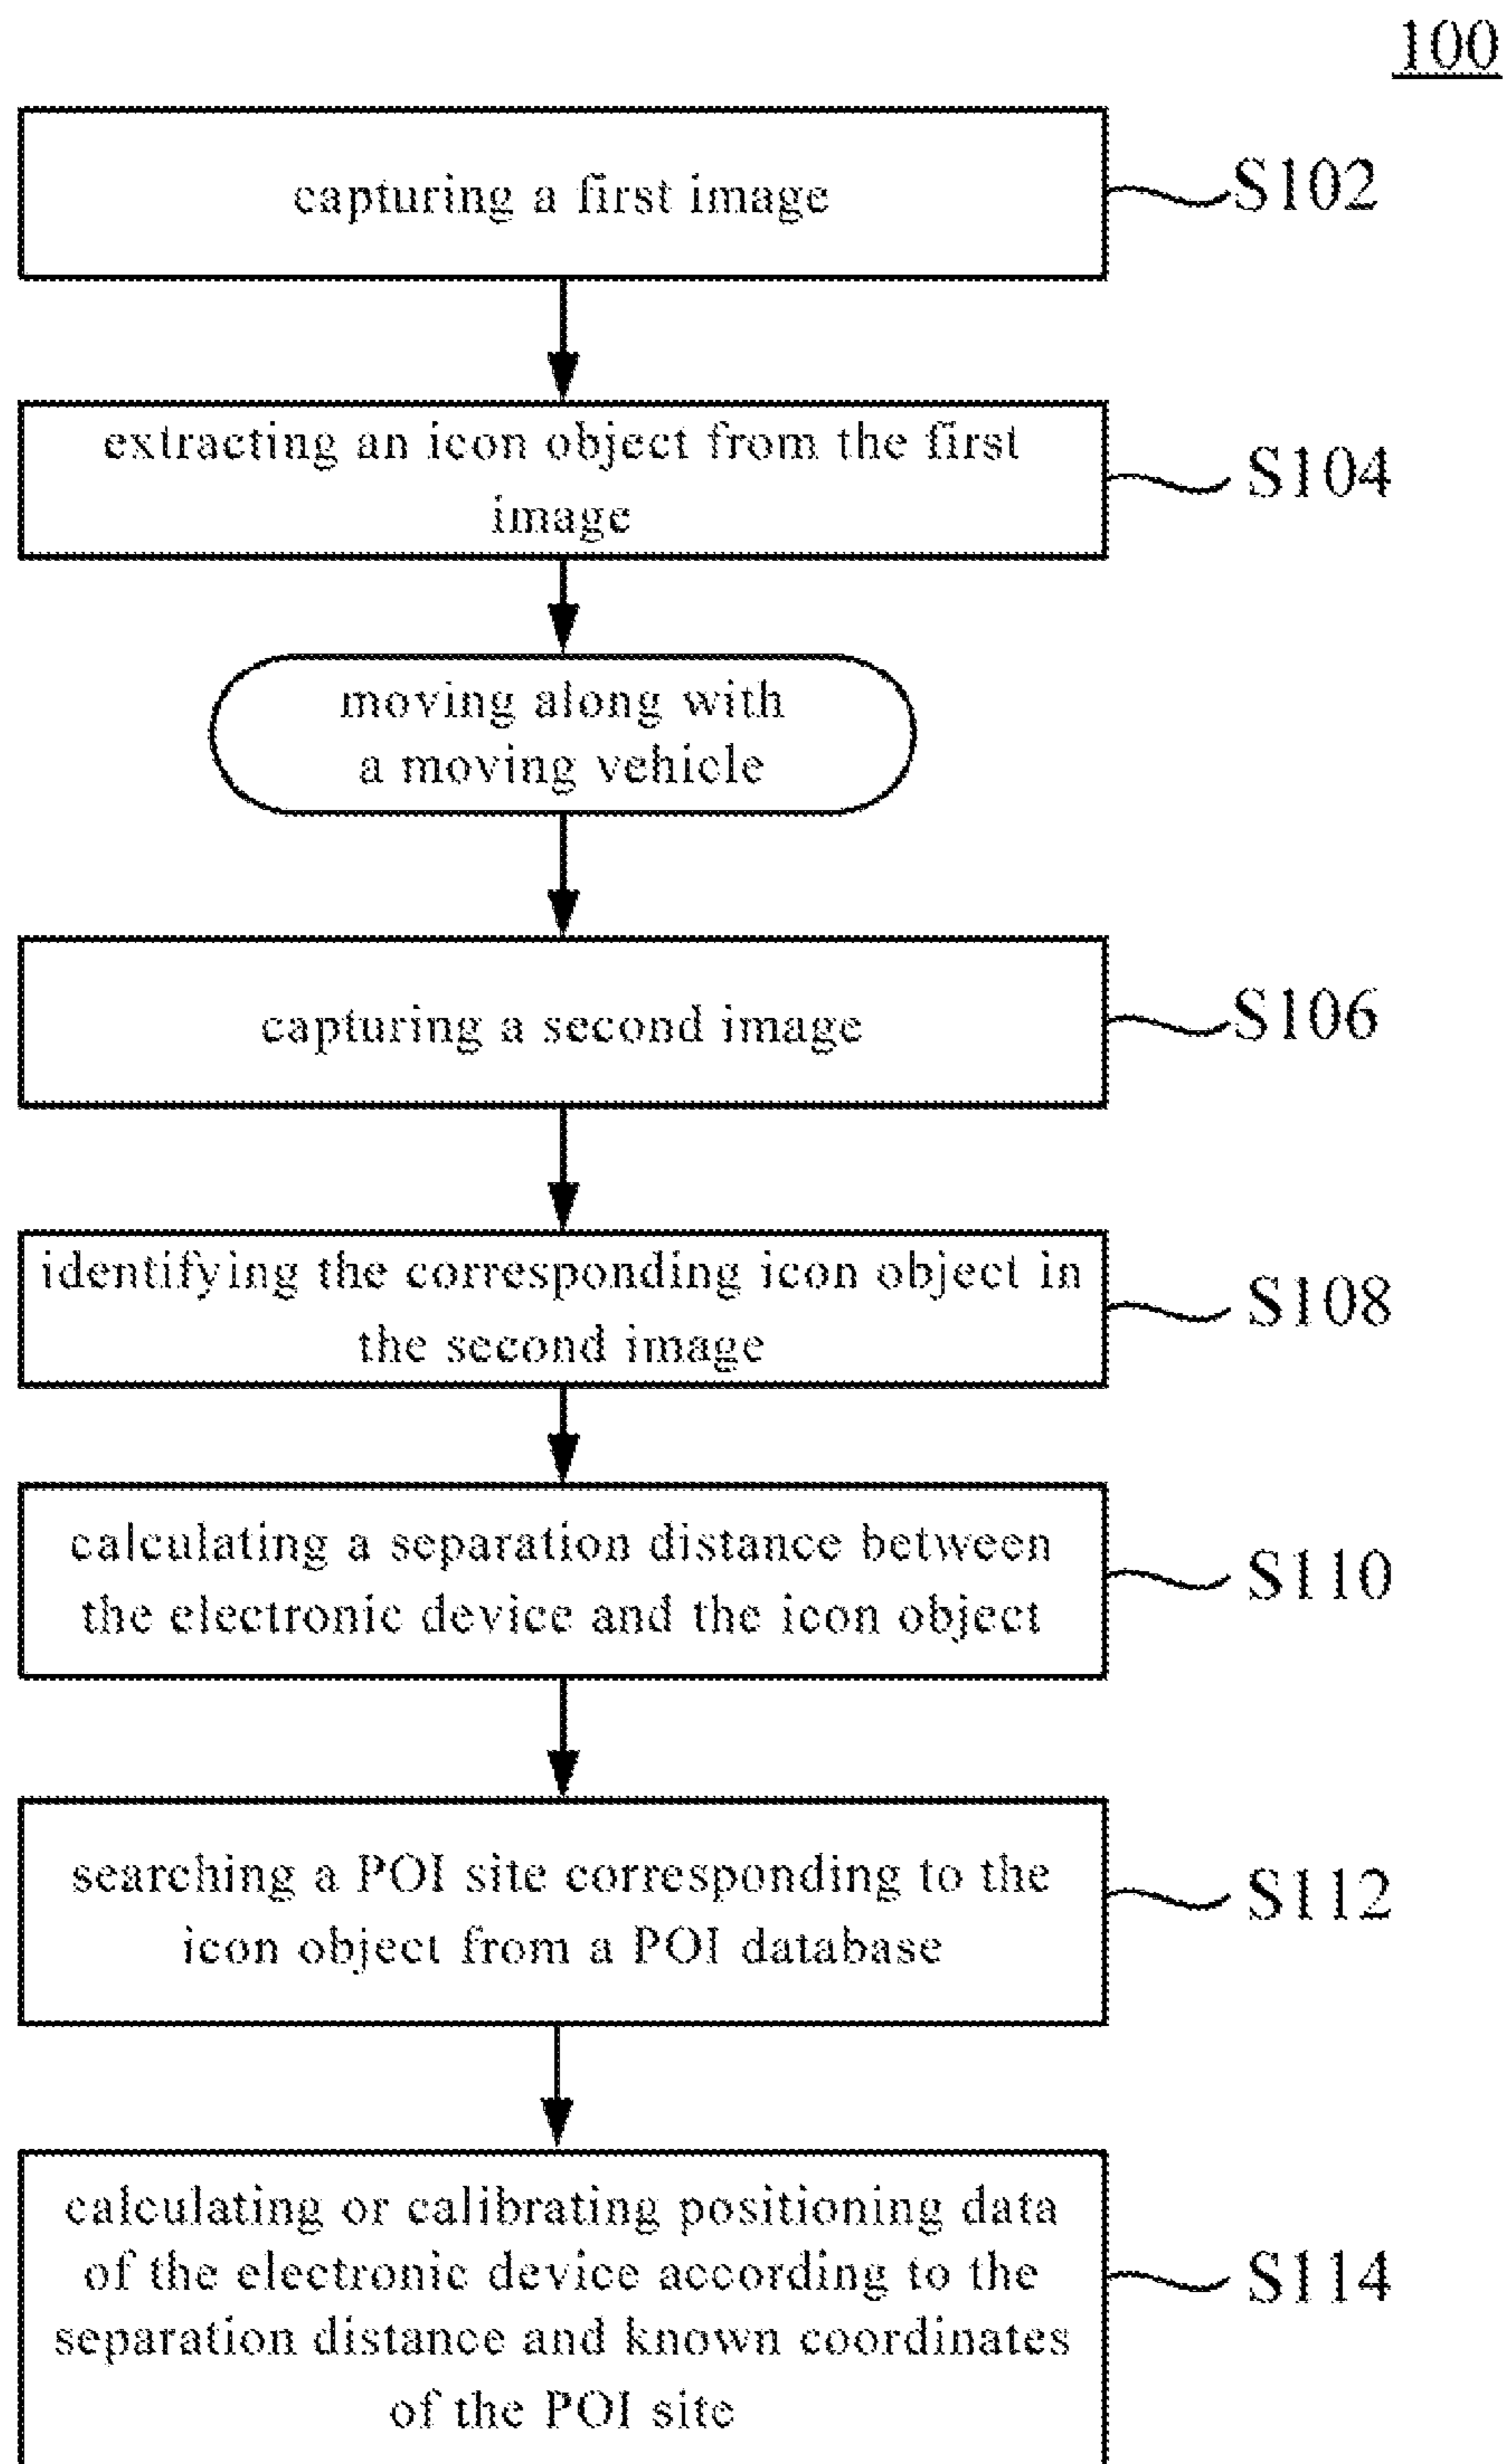 100
capturing a first image
S102
extracting an icon object from the first
image
S104
moving along with
a moving vehicle
capturing a second image
S106
identifying the corresponding icon object in
the second image
S108
calculating a separation distance between
the electronic device and the icon object
S110
searching a POI site corresponding to the
icon object from a POI database
S112
calculating or calibrating positioning data
of the electronic device according to the
separation distance and known coordinates
of the POI site
S114